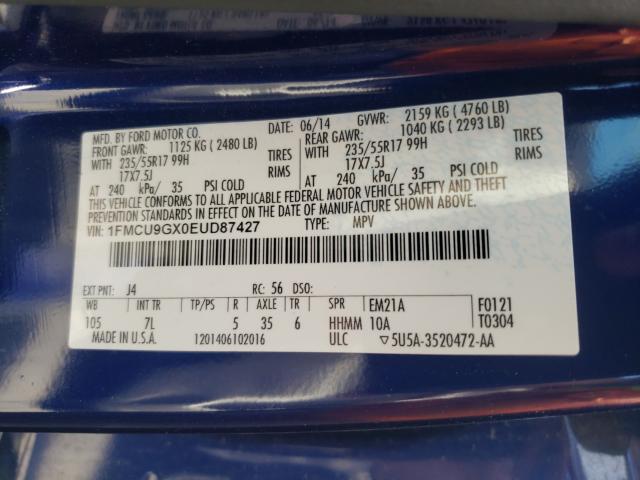 MFD. BY FORD MOTOR CO.
DATE: 06/14 GVWR: 2159 KG ( 4760 LB)
FRONT GAWR: 1125 KG ( 2480 LB)
REAR GAWR: 1040 KG ( 2293 LB)
WITH 235/55R17 99H TIRES
WITH 235/55R17 99H TIRES
17X7.5J RIMS
17X7.5J RIMS
AT 240 kPa/ 35 PSI COLD
AT 240 kPa/ 35 PSI COLD
THIS VEHICLE CONFORMS TO ALL APPLICABLE FEDERAL MOTOR VEHICLE SAFETY AND THEFT
PREVENTION STANDARDS IN EFFECT ON THE DATE OF MANUFACTURE SHOWN ABOVE.
VIN: 1FMCU9GX0EUD87427
TYPE: MPV
EXT PNT: J4 RC: 56 DSO:
WB INT TR TP/PS R AXLE TR SPR EM21A F0121
105 7L 5 35 6 HHMM 10A T0304
MADE IN U.S.A. 1201406102016 ULC ▽5U5A-3520472-AA